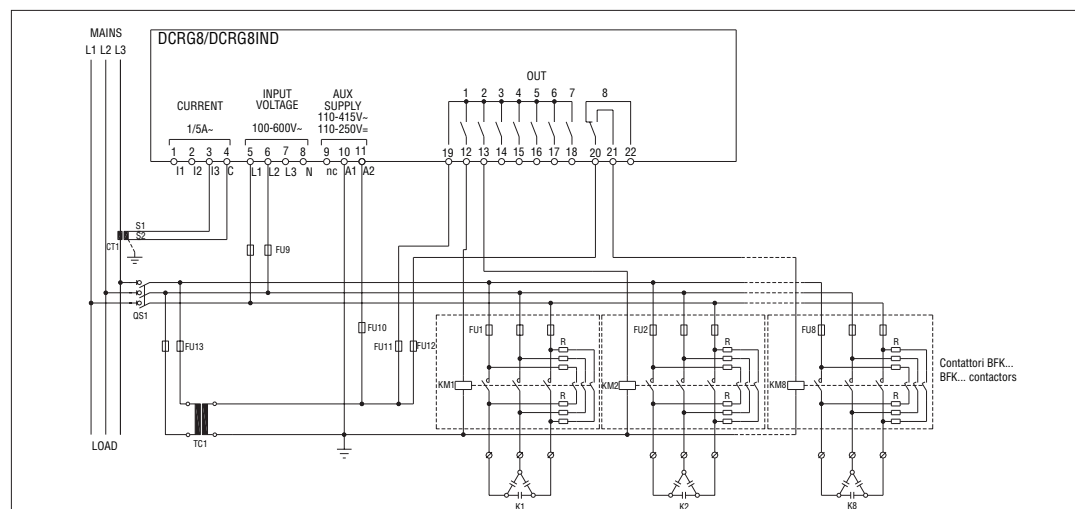 MAINS
L1 L2 L3
DCRG8/DCRG8IND
OUT
1 2 3 4 5 6 7 8
CURRENT
1/5A~
INPUT
VOLTAGE
100-600V~
AUX
SUPPLY
110-415V~
110-250V=
1 2 3 4 5 6 7 8 9 10 11 19 12 13 14 15 16 17 18 20 21 22
I1 I2 I3 C L1 L2 L3 N nc A1 A2
S1
S2
CT1
FU9
QS1
FU13
FU10
FU11
FU12
FU1
R
FU2
R
FU8
R
Contattori BFK...
BFK... contactors
KM1
KM2
KM8
R
R
R
LOAD
TC1
K1
K2
K8